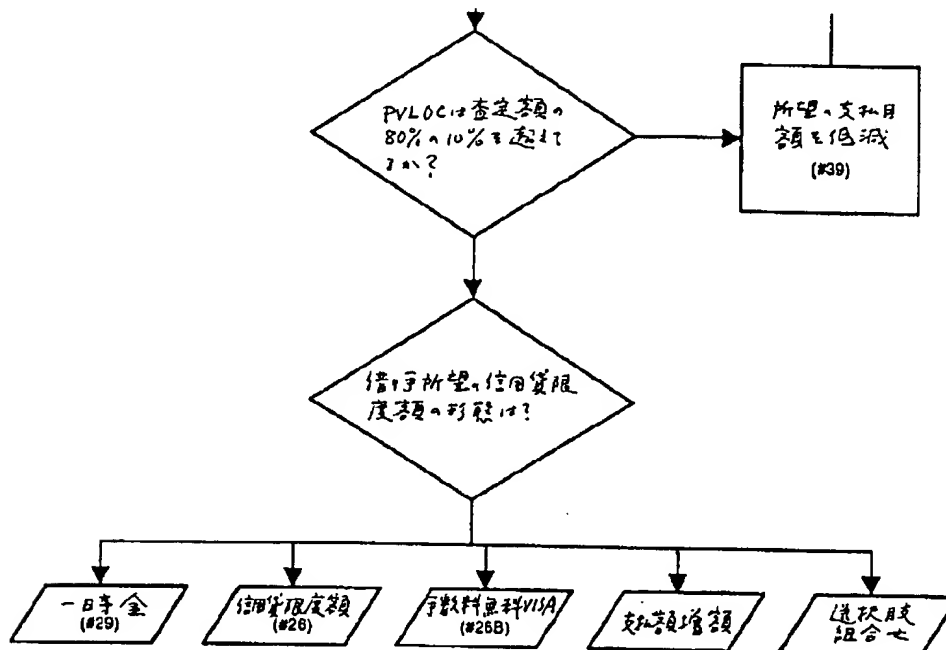 PVLOCは査定額の
80%の10%を超えて
るか?
所望の支払月
額を低減
(#39)
借り手所望の信用貸限
度額の形態は?
一時金
(#29)
信用貸限度額
(#26)
手数料無料VISA
(#26B)
支払額増額
選択肢
組合せ